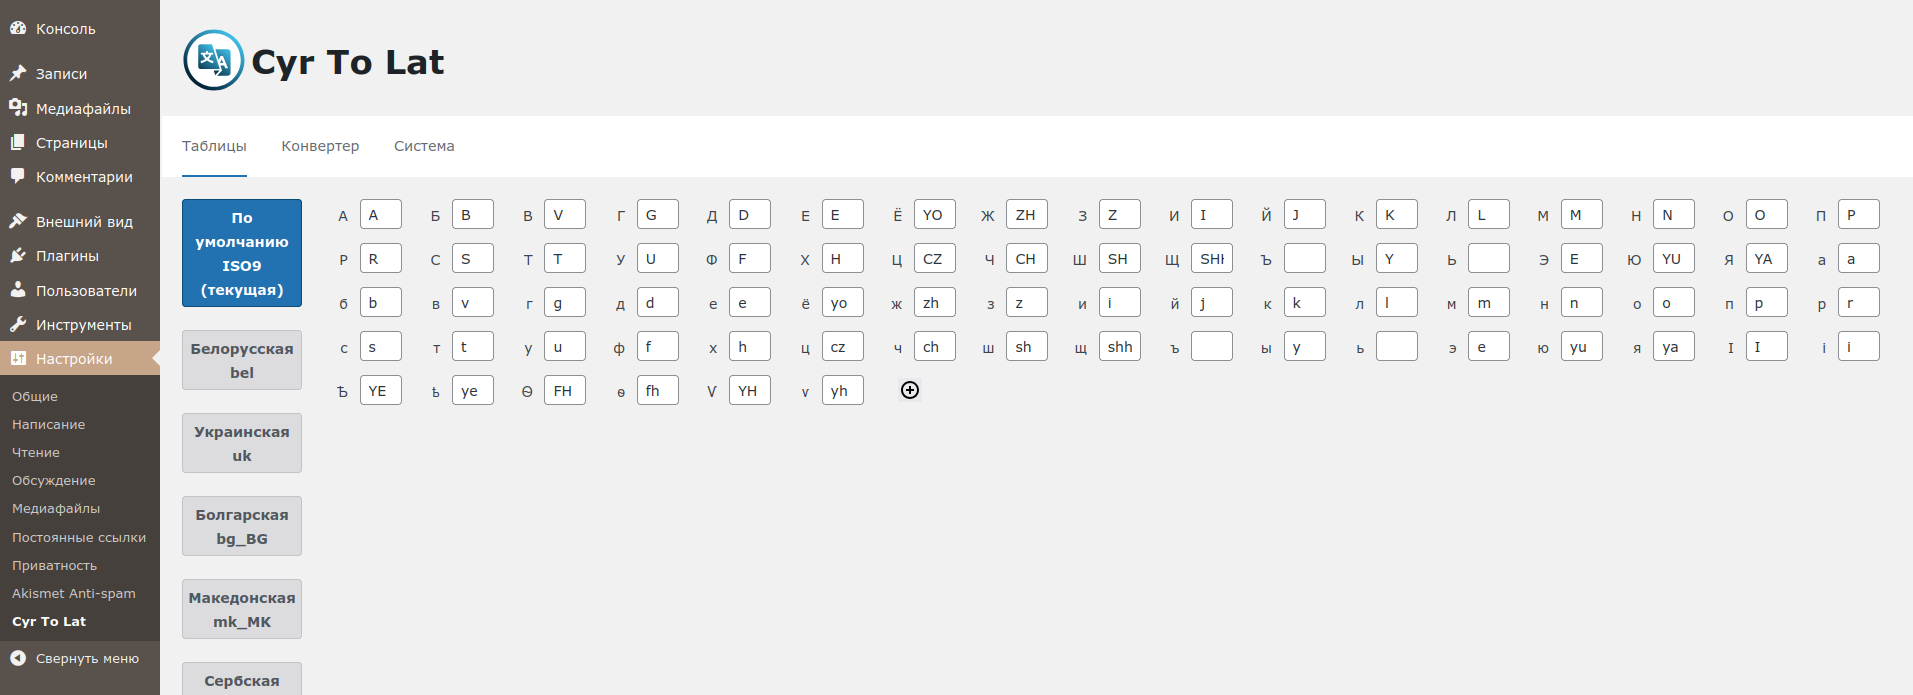 Консоль
Записи
Медиафайлы
Страницы
Комментарии
Внешний вид
Плагины
Пользователи
Инструменты
Настройки
Общие
Написание
Чтение
Обсуждение
Медиафайлы
Постоянные ссылки
Приватность
Akismet Anti-spam
Cyr To Lat
Свернуть меню
Cyr To Lat
Таблицы Конвертер Система
По
умолчанию
ISO9
(текущая)
Белорусская
bel
Украинская
uk
Болгарская
bg_BG
Македонская
mk_MK
Сербская
А A Б B В V Г G Д D Е E Ё YO Ж ZH З Z И I Й J К K Л L М M Н N О O П P
Р R С S Т T У U Ф F Х H Ц CZ Ч CH Ш SH Щ SHH Ъ Ы Y Ь Э E Ю YU Я YA а a
б b в v г g д d е e ё yo ж zh з z и i й j к k л l м m н n о o п p р r
с s т t у u ф f х h ц cz ч ch ш sh щ shh ъ ы y ь э e ю yu я ya І I і i
Ѣ YE ѣ ye Ѳ FH ѳ fh Ѵ YH ѵ yh